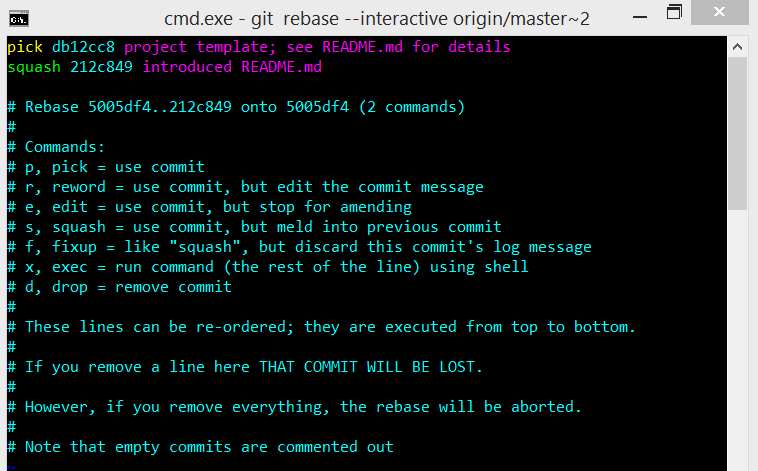 cmd.exe - git  rebase --interactive origin/master~2
pick db12cc8 project template; see README.md for details
squash 212c849 introduced README.md
# Rebase 5005df4..212c849 onto 5005df4 (2 commands)
#
# Commands:
# p, pick = use commit
# r, reword = use commit, but edit the commit message
# e, edit = use commit, but stop for amending
# s, squash = use commit, but meld into previous commit
# f, fixup = like "squash", but discard this commit's log message
# x, exec = run command (the rest of the line) using shell
# d, drop = remove commit
#
# These lines can be re-ordered; they are executed from top to bottom.
#
# If you remove a line here THAT COMMIT WILL BE LOST.
#
# However, if you remove everything, the rebase will be aborted.
#
# Note that empty commits are commented out
~